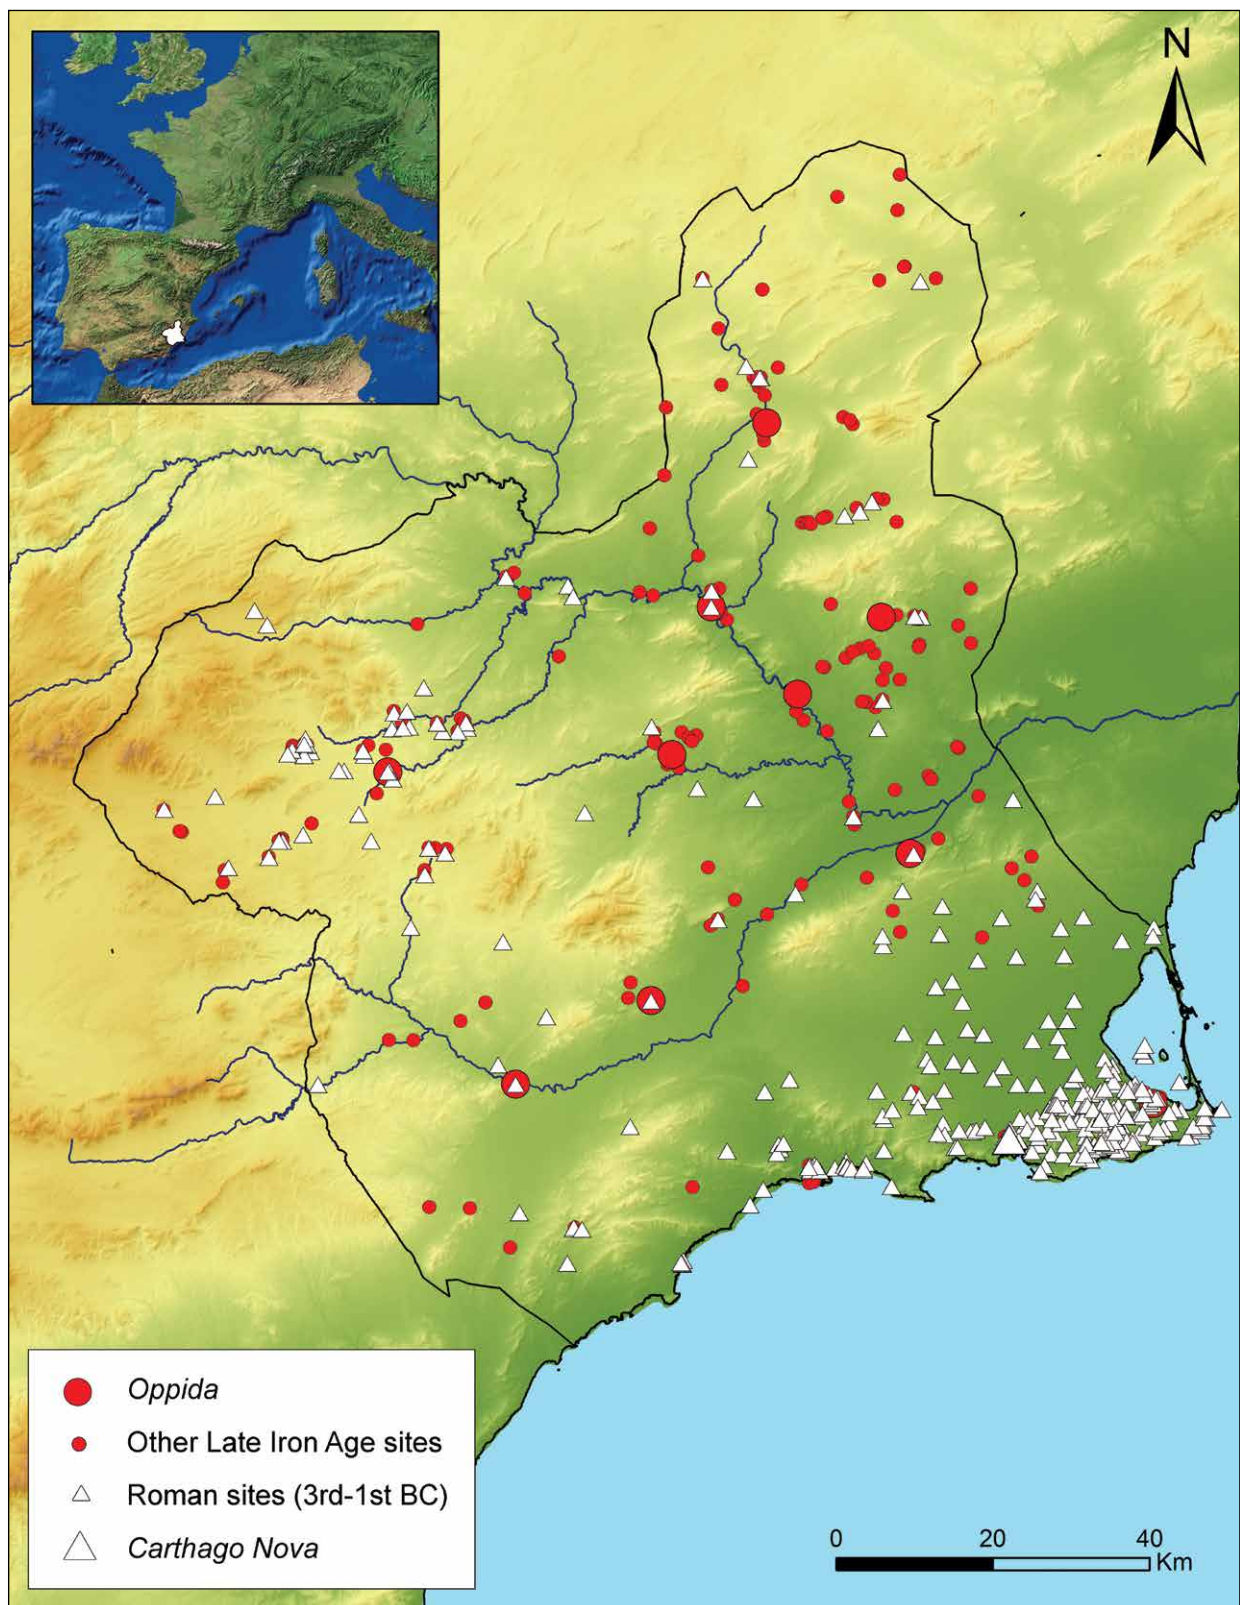 N
Oppida
Other Late Iron Age sites
Roman sites (3rd-1st BC)
Carthago Nova
0 20 40
Km